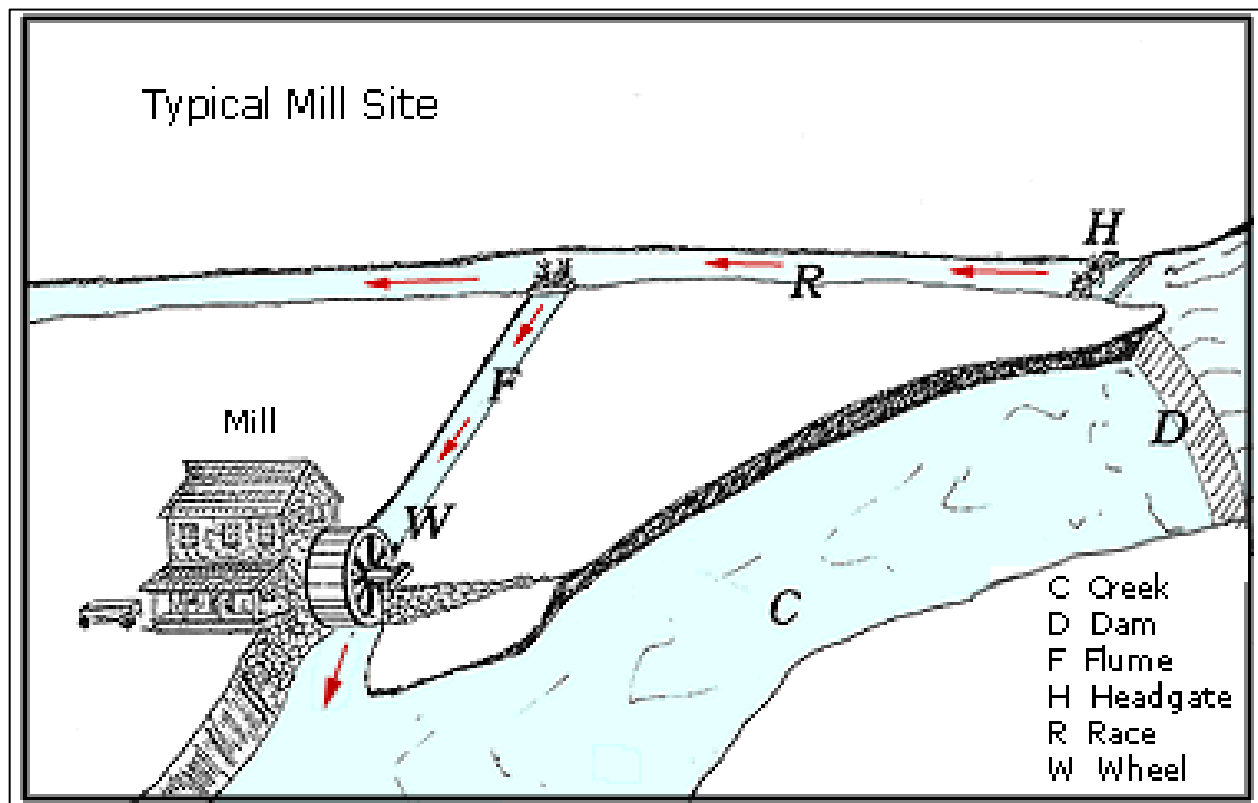 Typical Mill Site
H
R
F
Mill
D
W
C
C Creek
D Dam
F Flume
H Headgate
R Race
W Wheel